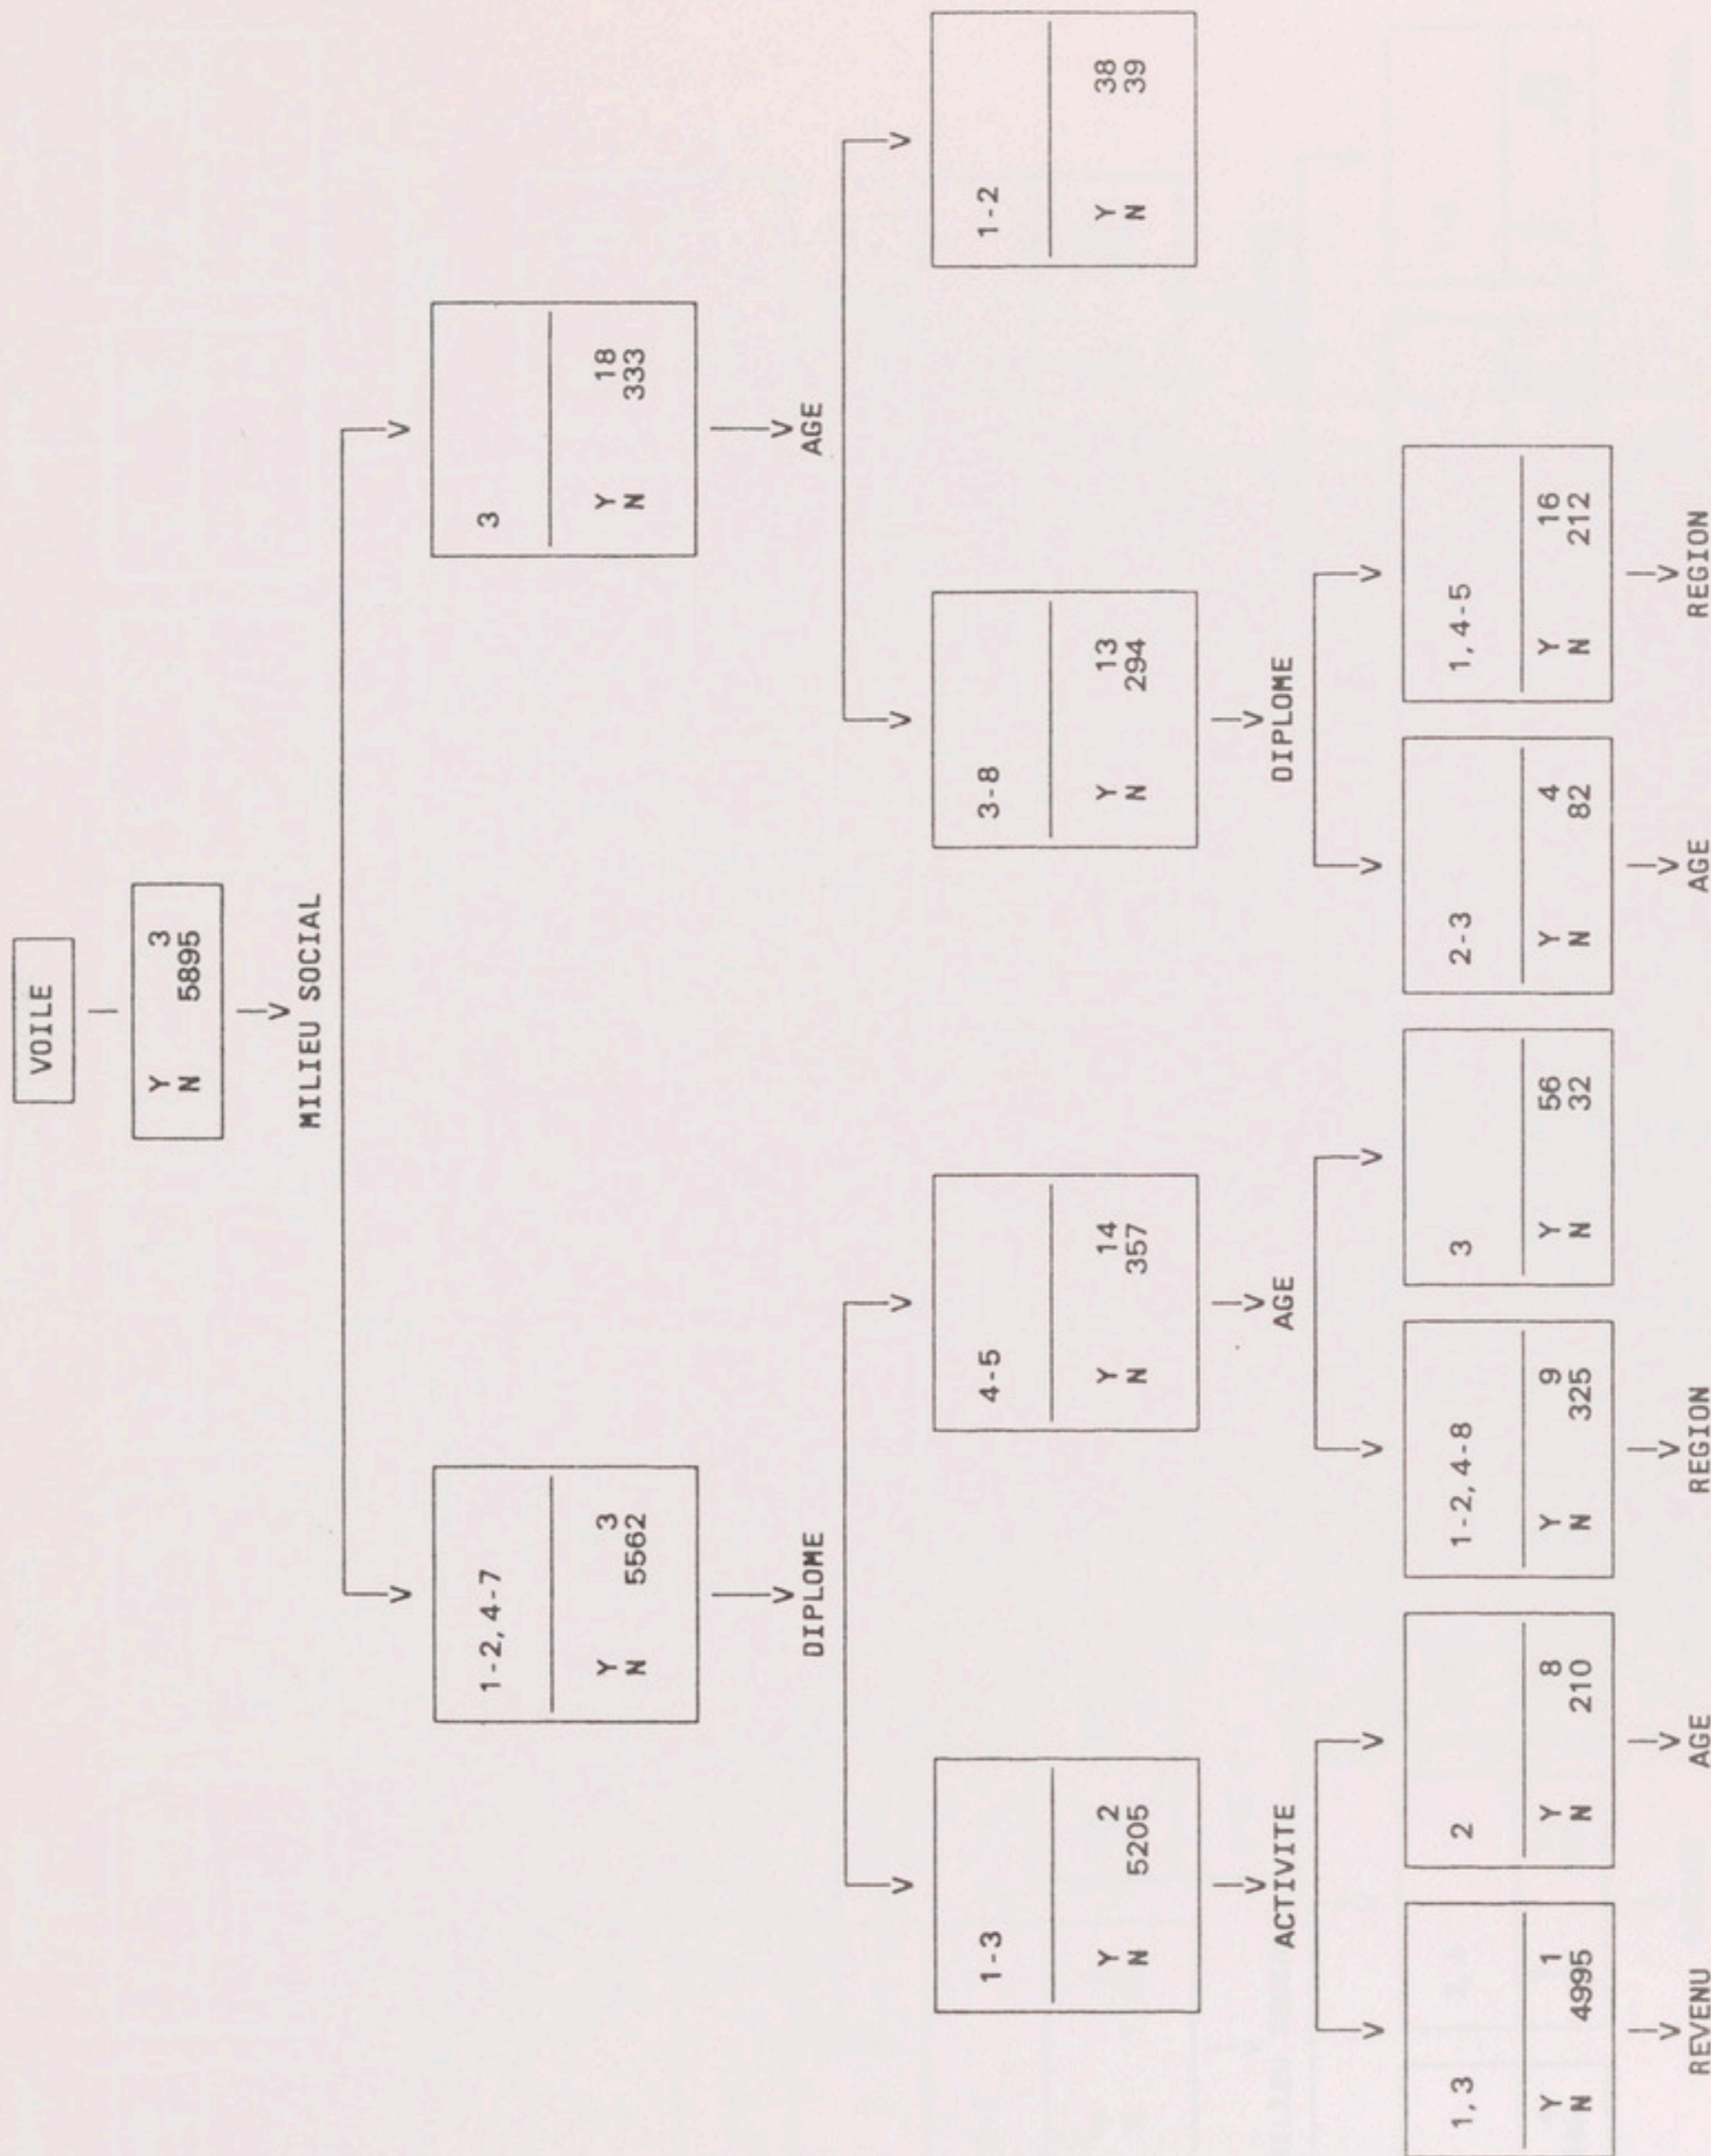 VOILE
Y 3
N 5895
MILIEU SOCIAL
1-2,4-7
Y 3
N 5562
3
Y 18
N 333
DIPLOME
AGE
1-3
Y 2
N 5205
4-5
Y 14
N 357
3-8
Y 13
N 294
1-2
Y 38
N 39
ACTIVITE
AGE
DIPLOME
1,3
Y 1
N 4995
2
Y 8
N 210
1-2,4-8
Y 9
N 325
3
Y 56
N 32
2-3
Y 4
N 82
1,4-5
Y 16
N 212
REVENU
AGE
REGION
AGE
REGION